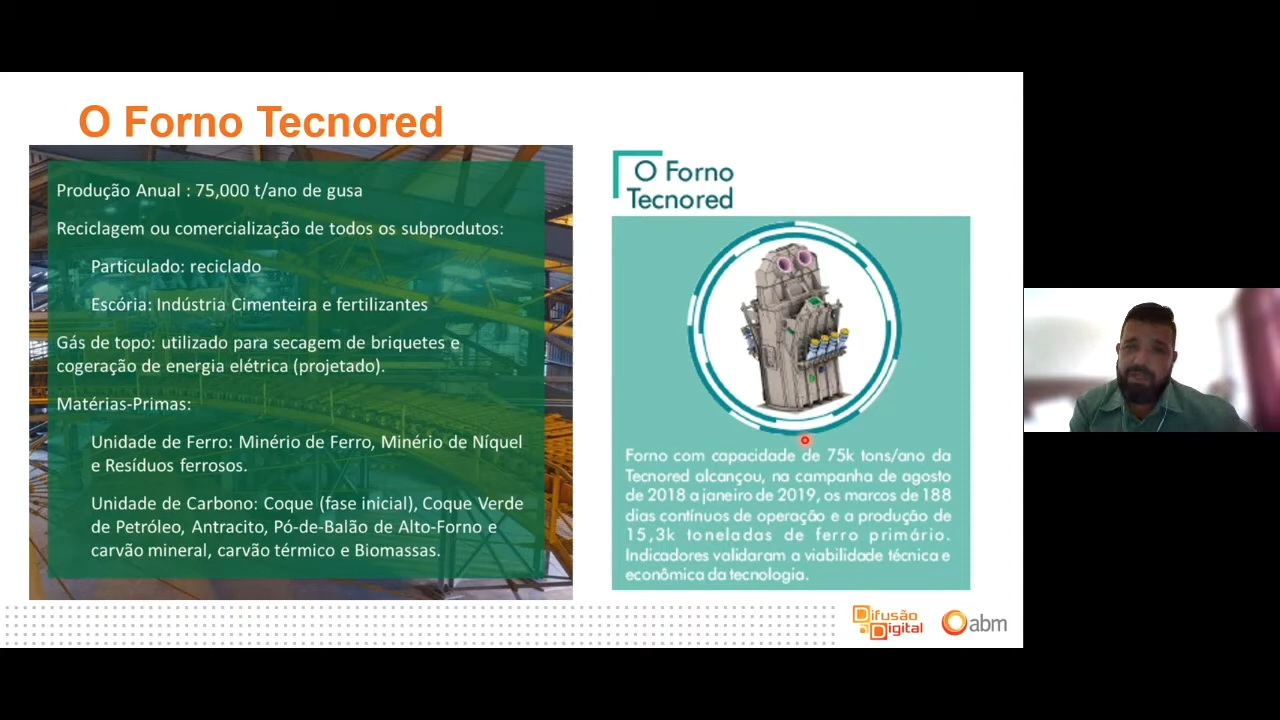 O Forno Tecnored
Produção Anual : 75,000 t/ano de gusa
Reciclagem ou comercialização de todos os subprodutos:
Particulado: reciclado
Escória: Indústria Cimenteira e fertilizantes
Gás de topo: utilizado para secagem de briquetes e
cogeração de energia elétrica (projetado).
Matérias-Primas:
Unidade de Ferro: Minério de Ferro, Minério de Níquel
e Resíduos ferrosos.
Unidade de Carbono: Coque (fase inicial), Coque Verde
de Petróleo, Antracito, Pó-de-Balão de Alto-Forno e
carvão mineral, carvão térmico e Biomassas.
O Forno
Tecnored
Forno com capacidade de 75k tons/ano da
Tecnored alcançou, na campanha de agosto
de 2018 a janeiro de 2019, os marcos de 188
dias contínuos de operação e a produção de
15,3k toneladas de ferro primário.
Indicadores validaram a viabilidade técnica e
econômica da tecnologia.
Difusão
Digital
abm